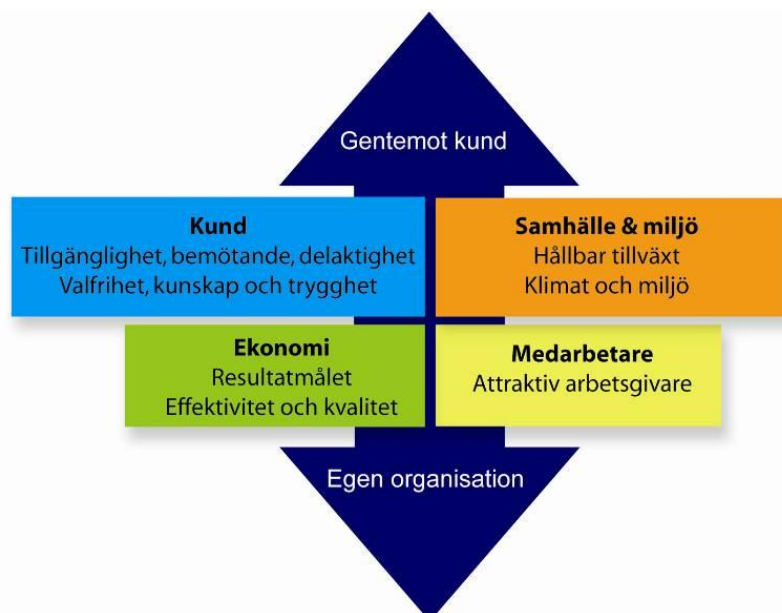 Gentemot kund
Kund
Tillgänglighet, bemötande, delaktighet
Valfrihet, kunskap och trygghet
Samhälle & miljö
Hållbar tillväxt
Klimat och miljö
Ekonomi
Resultatmålet
Effektivitet och kvalitet
Medarbetare
Attraktiv arbetsgivare
Egen organisation